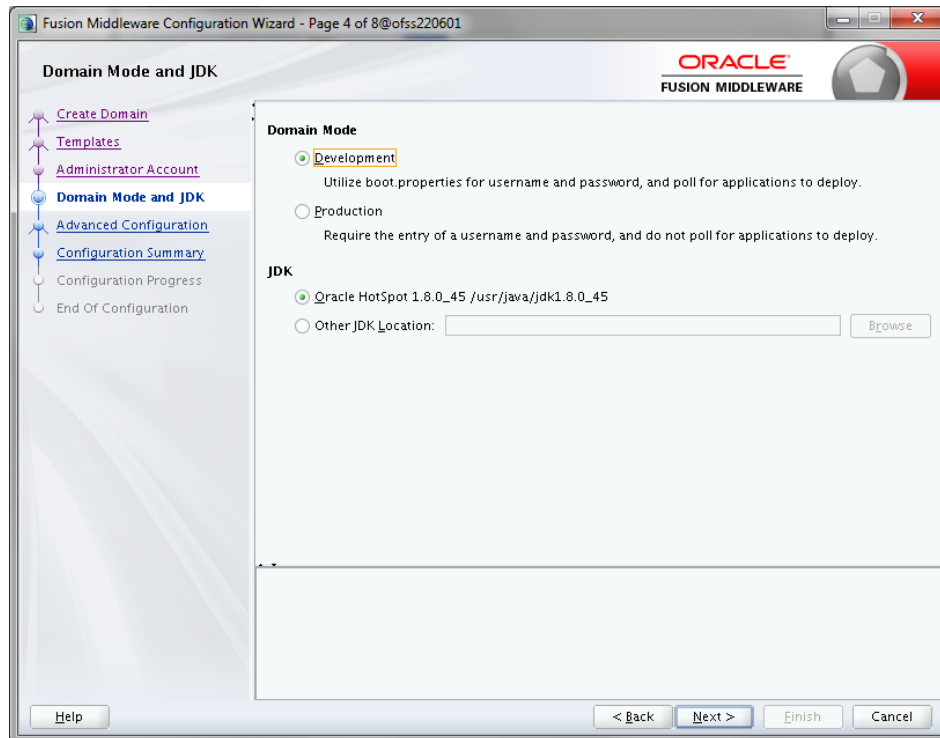 Fusion Middleware Configuration Wizard - Page 4 of 8@ofss220601
Domain Mode and JDK
ORACLE
FUSION MIDDLEWARE
Create Domain
Templates
Administrator Account
Domain Mode and JDK
Advanced Configuration
Configuration Summary
Configuration Progress
End Of Configuration
Domain Mode
Development
Utilize boot.properties for username and password, and poll for applications to deploy.
Production
Require the entry of a username and password, and do not poll for applications to deploy.
JDK
Oracle HotSpot 1.8.0_45 /usr/java/jdk1.8.0_45
Other JDK Location:
Browse
Help
< Back
Next >
Finish
Cancel